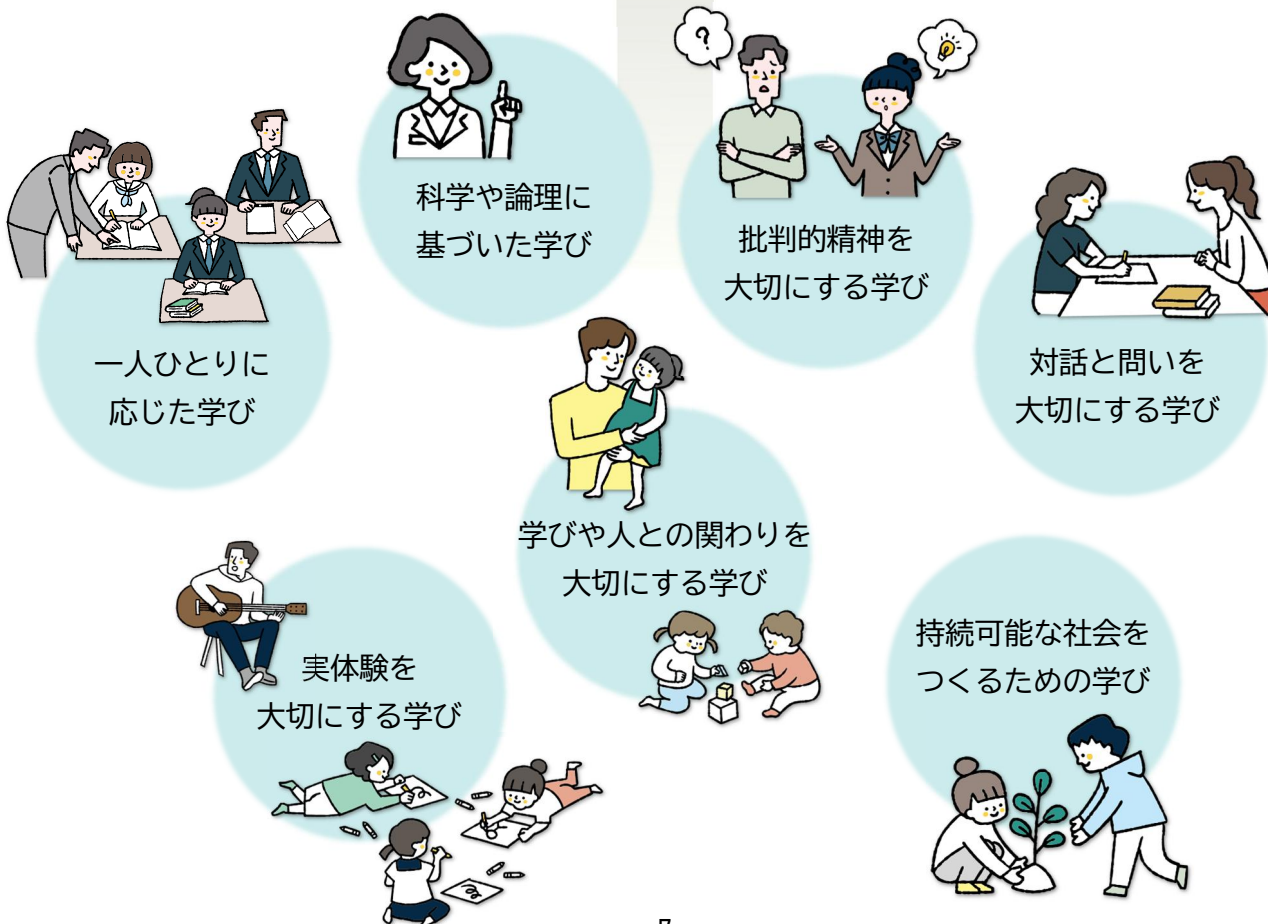 ?
科学や論理に
基づいた学び
批判的精神を
大切にする学び
一人ひとりに
応じた学び
対話と問いを
大切にする学び
学びや人との関わりを
大切にする学び
実体験を
大切にする学び
持続可能な社会を
つくるための学び